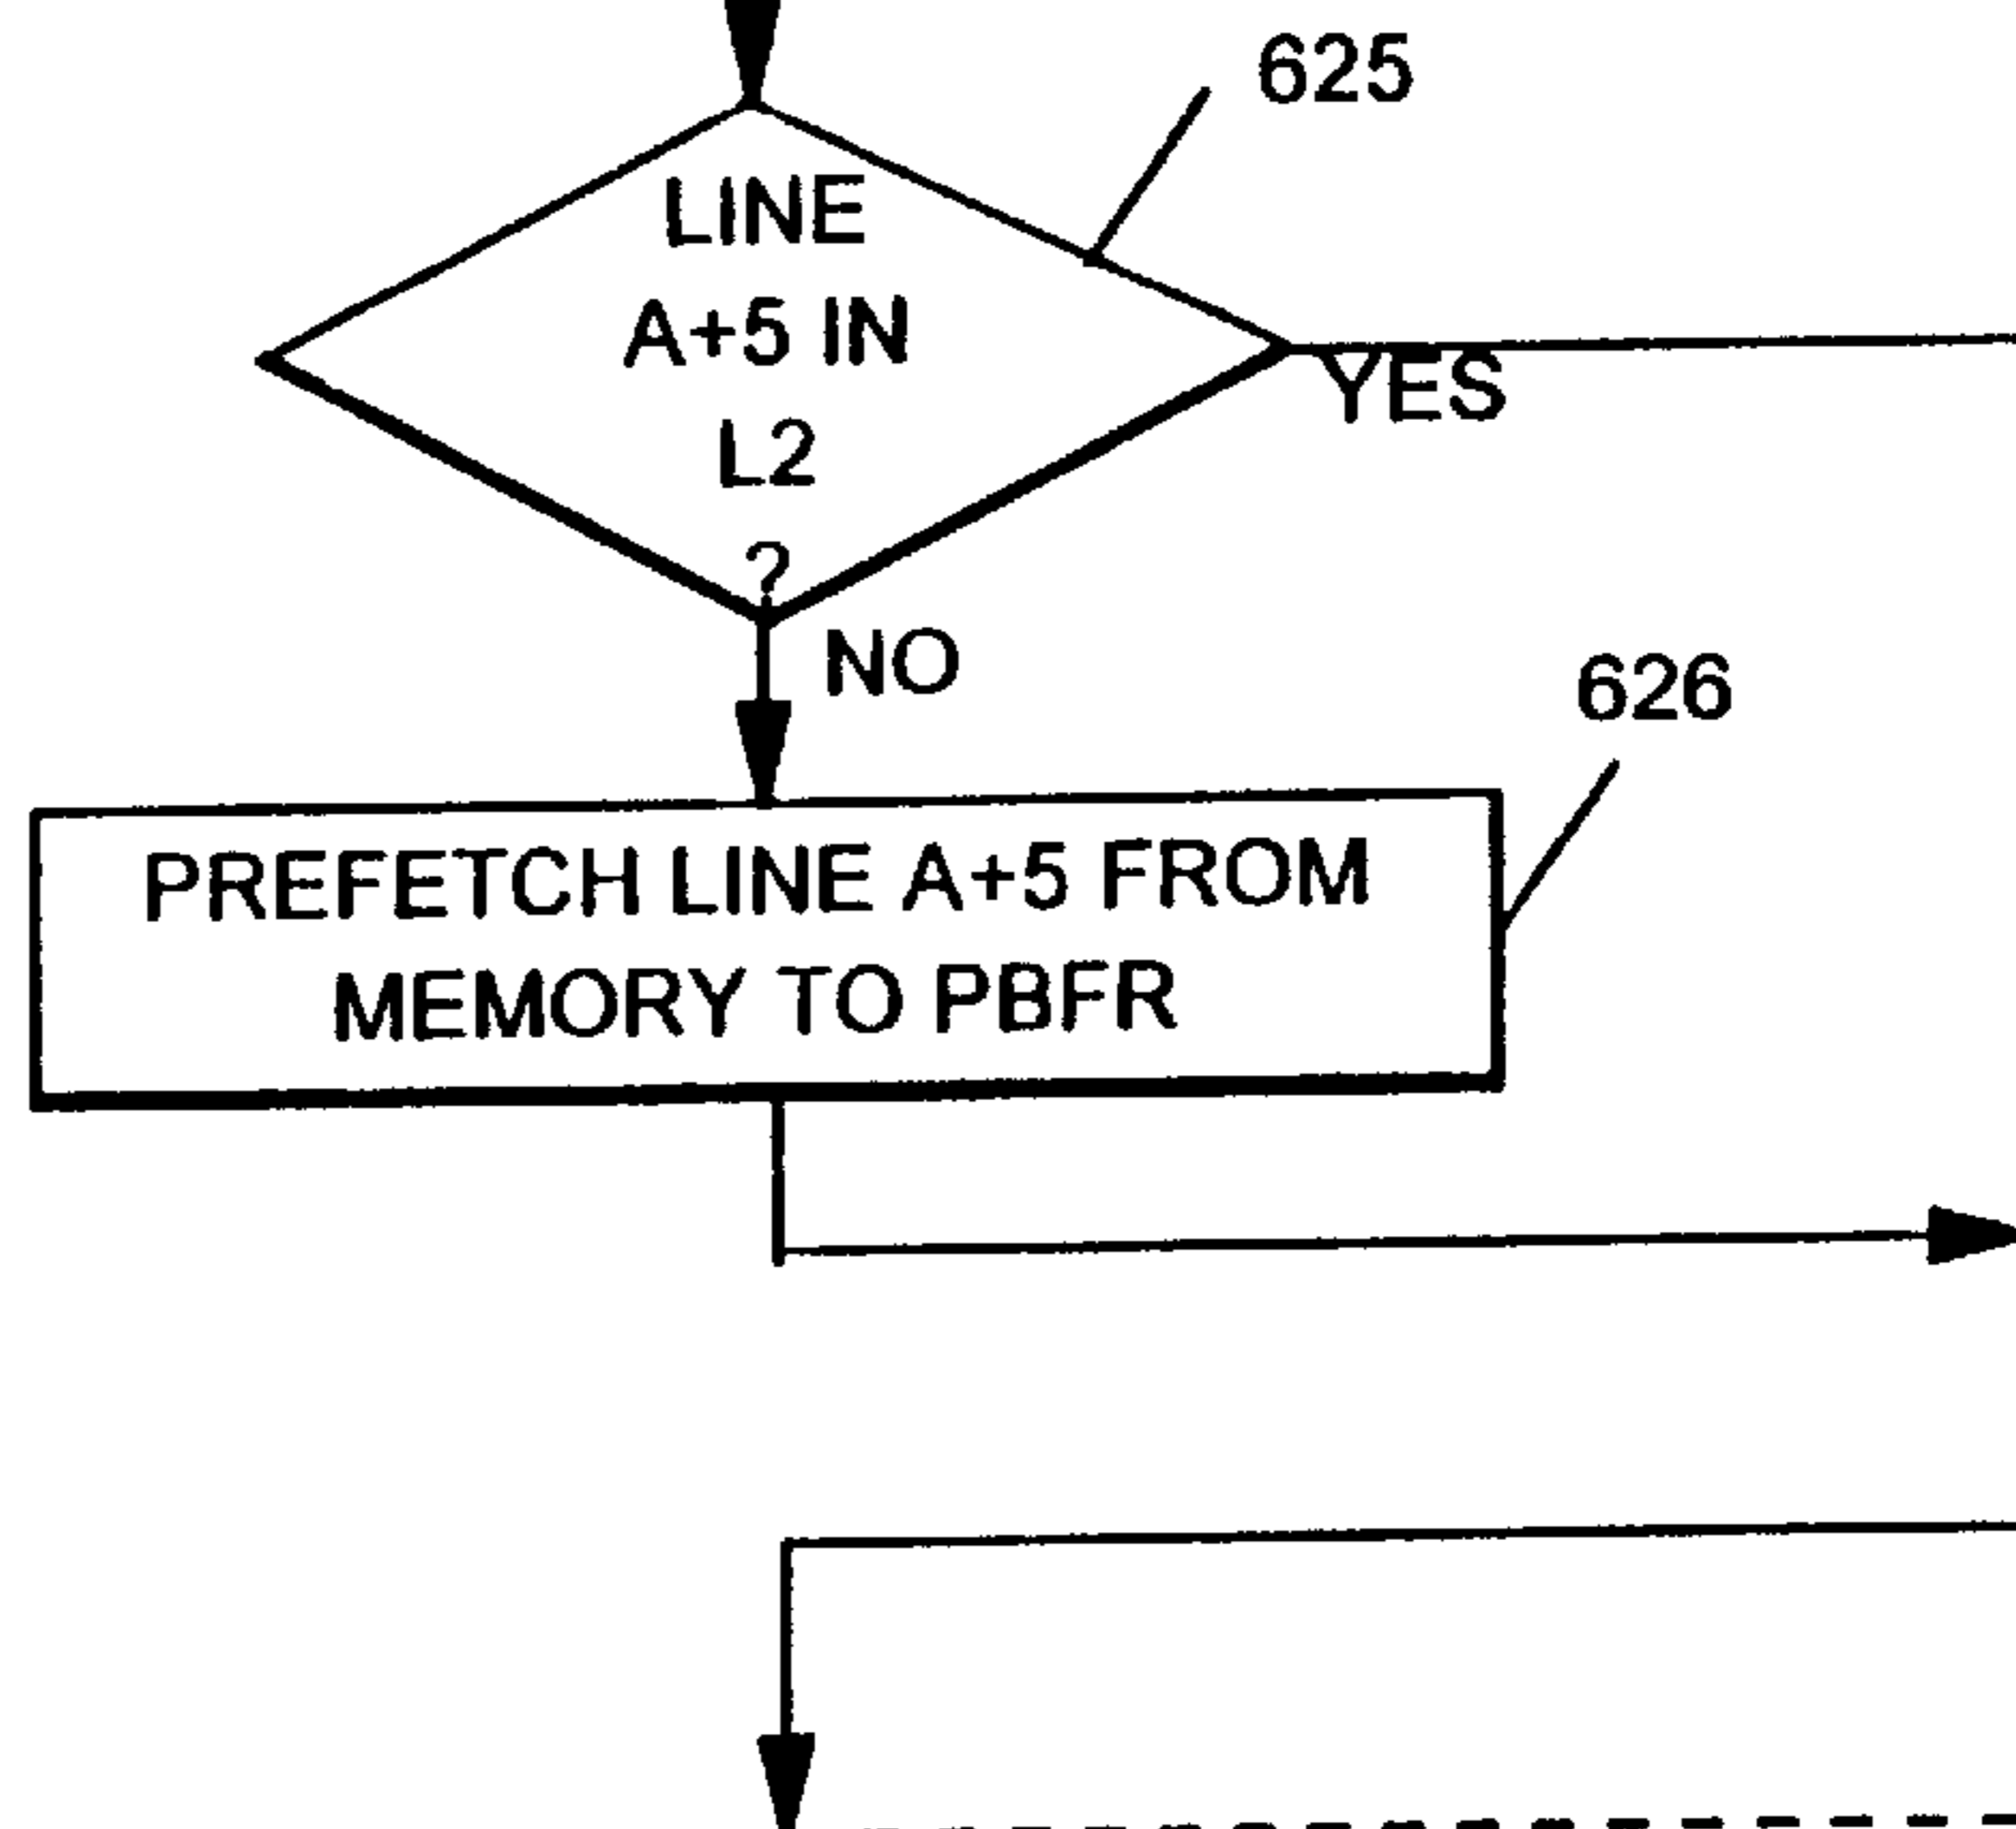 625
LINE
A+5 IN
L2
?
YES
NO
626
PREFETCH LINE A+5 FROM
MEMORY TO PBFR